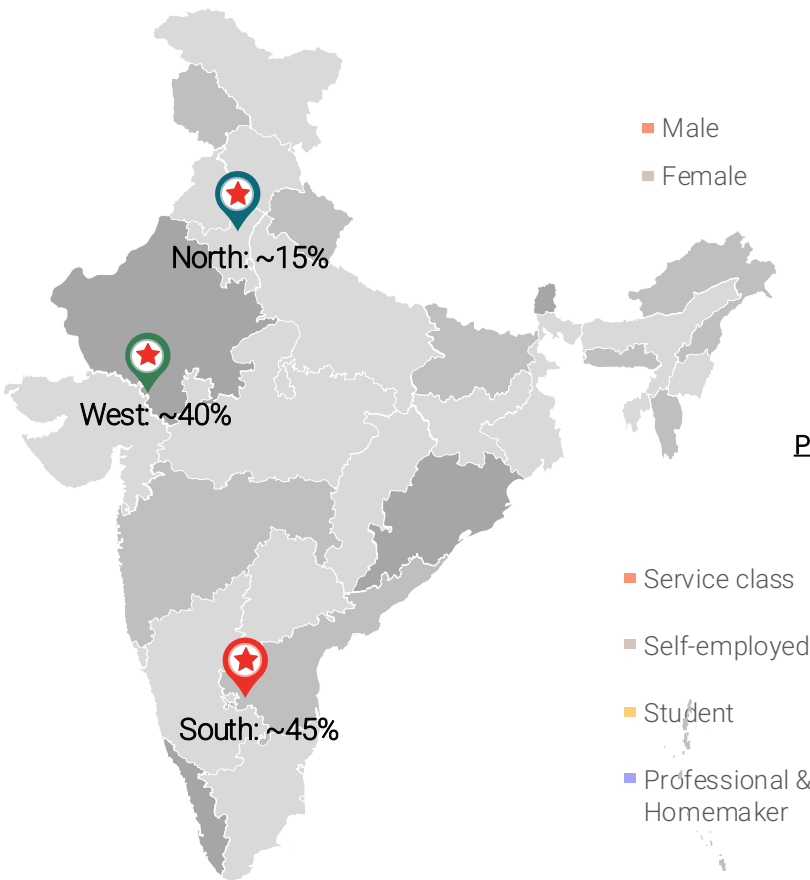 Male
Female
North: ~15%
West: ~40%
P
Service class
Self-employed
South: ~45%
Student
Professional &
Homemaker